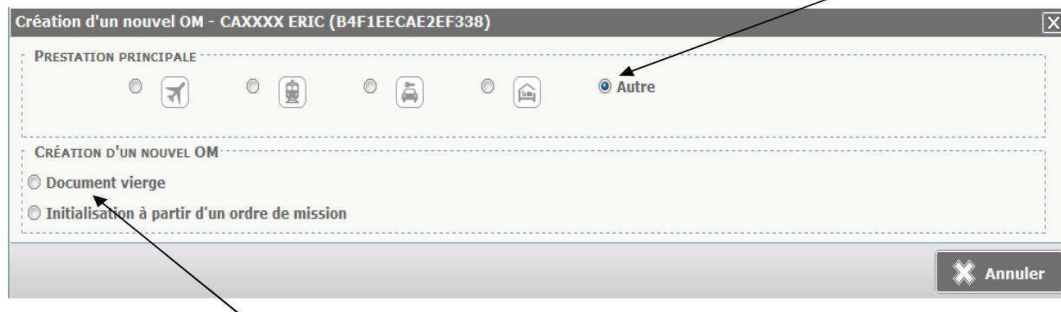 Création d'un nouvel OM - CAXXXX ERIC (B4F1EECAE2EF338)
PRESTATION PRINCIPALE
Autre
CRÉATION D'UN NOUVEL OM
Document vierge
Initialisation à partir d'un ordre de mission
Annuler